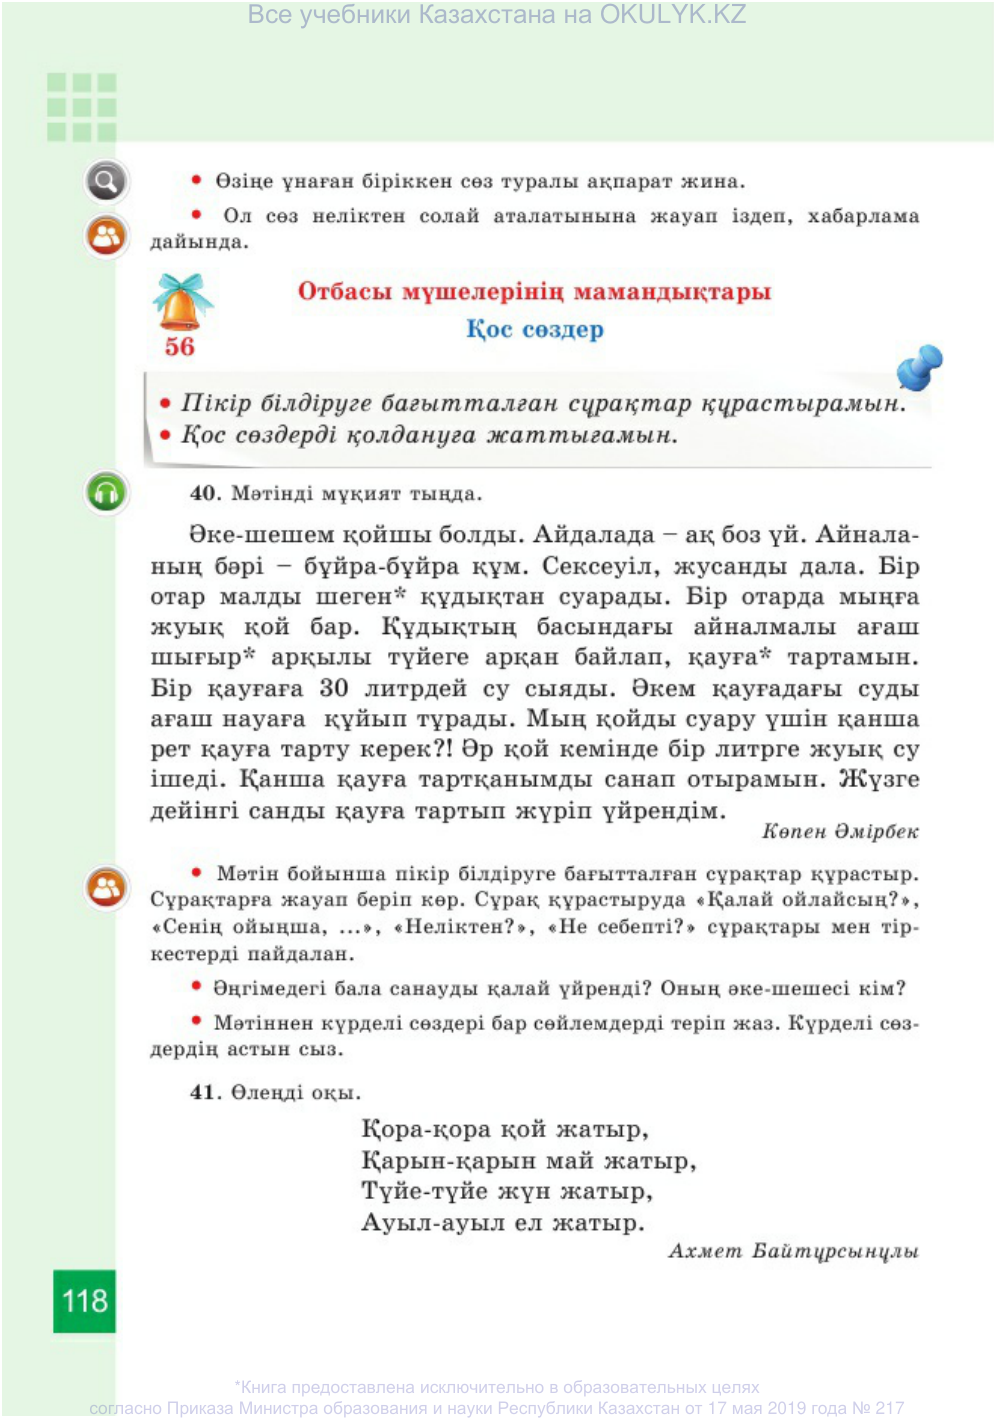 Все учебники Казахстана на OKULYK.KZ
• Өзіңе ұнаған біріккен сөз туралы ақпарат жина.
• Ол сөз неліктен солай аталатынына жауап іздеп, хабарлама
дайында.
Отбасы мүшелерінің мамандықтары
Қос сөздер
56
• Пікір білдіруге бағытталған сұрақтар құрастырамын.
• Қос сөздерді қолдануға жаттығамын.
40. Мәтінді мұқият тыңда.
Әке-шешем қойшы болды. Айдалада – ақ боз үй. Айнала-
ның бәрі – бұйра-бұйра құм. Сексеуіл, жусанды дала. Бір
отар малды шеген* құдықтан суарады. Бір отарда мыңға
жуық қой бар. Құдықтың басындағы айналмалы ағаш
шығыр* арқылы түйеге арқан байлап, қауға* тартамын.
Бір қауғаға 30 литрдей су сыяды. Әкем қауғадағы суды
ағаш науаға құйып тұрады. Мың қойды суару үшін қанша
рет қауға тарту керек?! Әр қой кемінде бір литрге жуық су
ішеді. Қанша қауға тартқанымды санап отырамын. Жүзге
дейінгі санды қауға тартып жүріп үйрендім.
Көпен Әмірбек
• Мәтін бойынша пікір білдіруге бағытталған сұрақтар құрастыр.
Сұрақтарға жауап беріп көр. Сұрақ құрастыруда «Қалай ойлайсың?»,
«Сенің ойыңша, ...», «Неліктен?», «Не себепті?» сұрақтары мен тір-
кестерді пайдалан.
• Әңгімедегі бала санауды қалай үйренді? Оның әке-шешесі кім?
• Мәтіннен күрделі сөздері бар сөйлемдерді теріп жаз. Күрделі сөз-
дердің астын сыз.
41. Өлеңді оқы.
Қора-қора қой жатыр,
Қарын-қарын май жатыр,
Түйе-түйе жүн жатыр,
Ауыл-ауыл ел жатыр.
Ахмет Байтұрсынұлы
118
*Книга предоставлена исключительно в образовательных целях
согласно Приказа Министра образования и науки Республики Казахстан от 17 мая 2019 года № 217